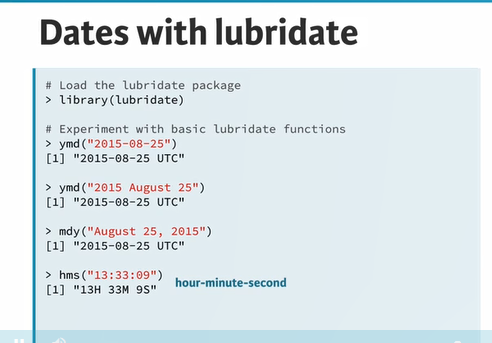 Dates with lubridate
# Load the lubridate package
> library(lubridate)
# Experiment with basic lubridate functions
> ymd("2015-08-25")
[1] "2015-08-25 UTC"
> ymd("2015 August 25")
[1] "2015-08-25 UTC"
> mdy("August 25, 2015")
[1] "2015-08-25 UTC"
> hms("13:33:09")
[1] "13H 33M 9S"
hour-minute-second